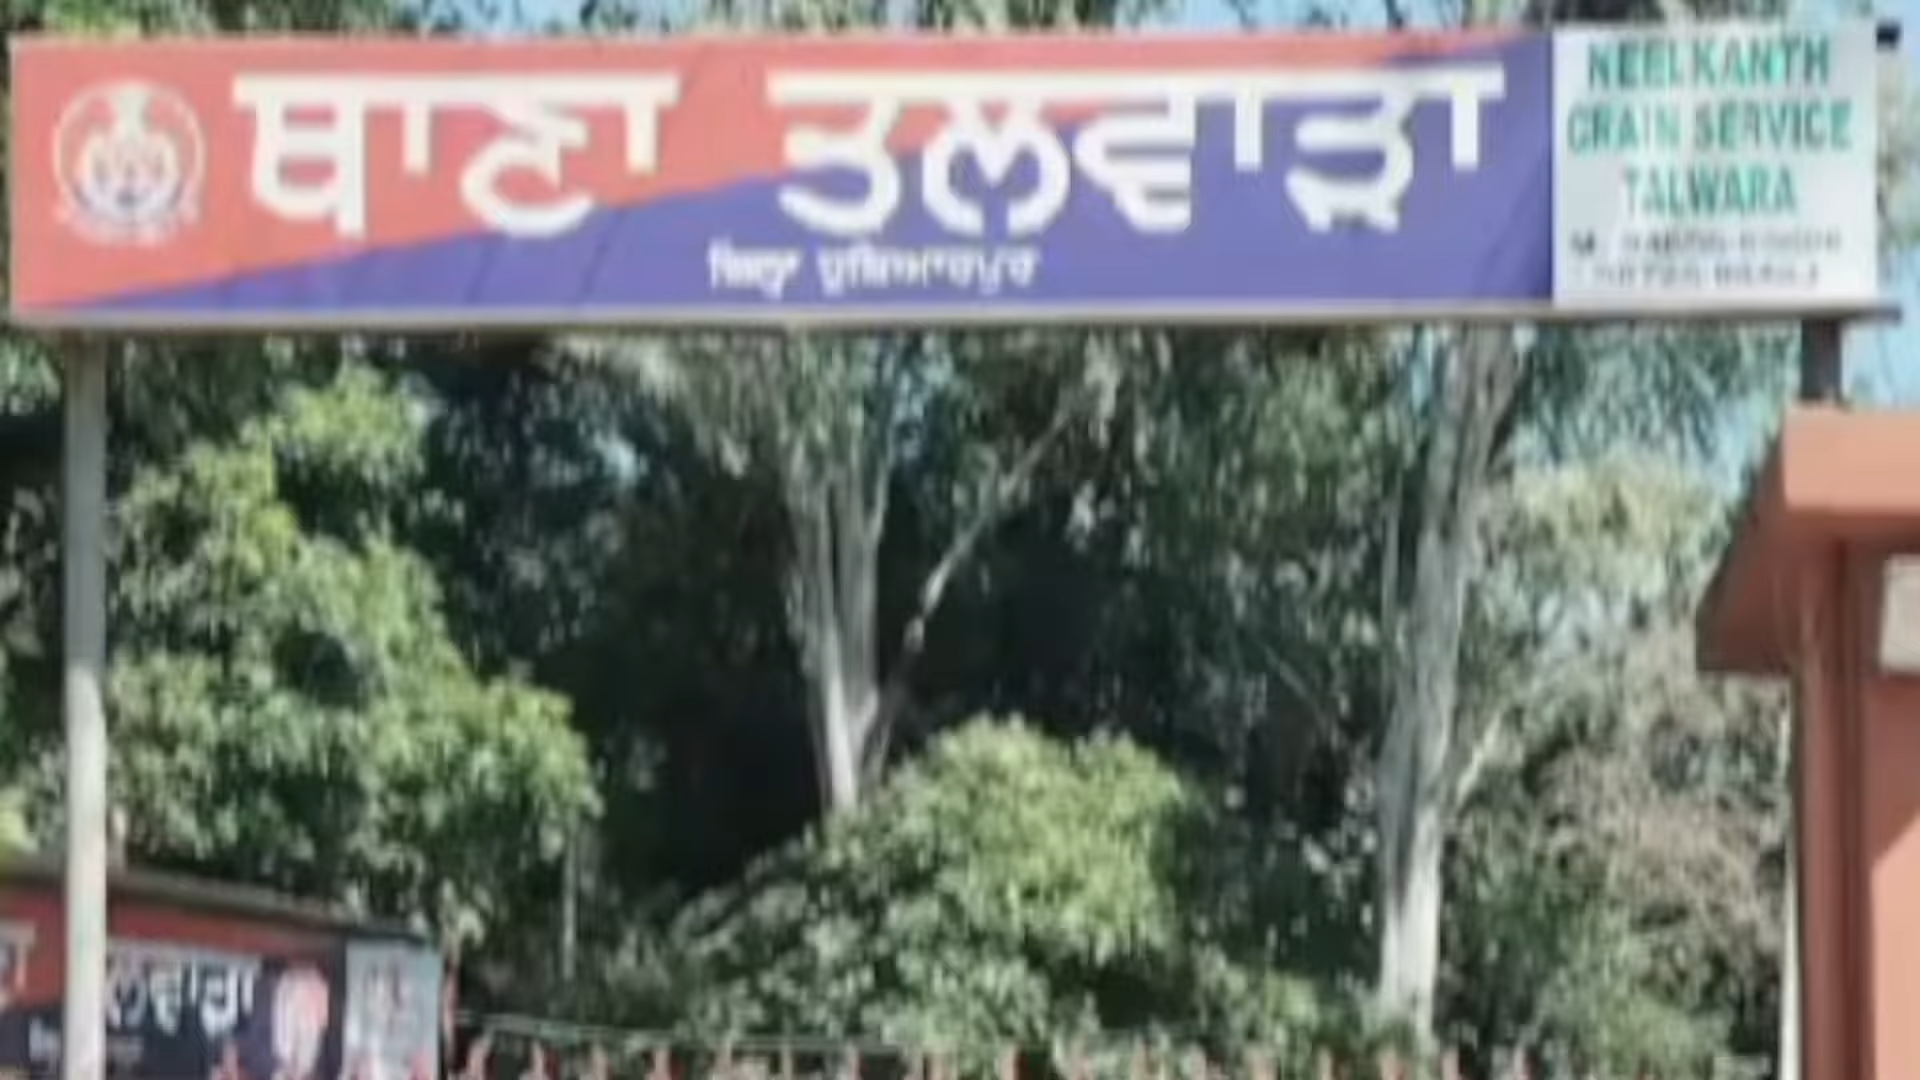 ਥਾਣਾ ਤਲਵਾੜਾ
ਜ਼ਿਲ੍ਹਾ ਹੁਸ਼ਿਆਰਪੁਰ
NEELKANTH
CRAIN SERVICE
TALWARA
ਤਲਵਾੜਾ